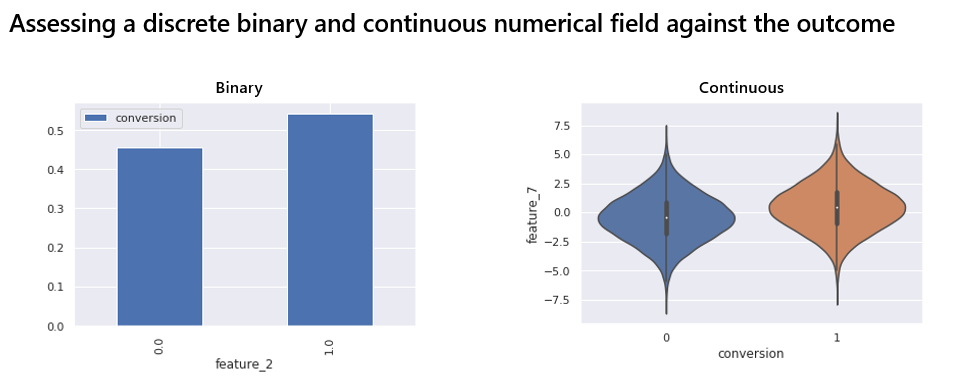 Assessing a discrete binary and continuous numerical field against the outcome
Binary
conversion
0.5
0.4
0.3
0.2
0.1
0.0
0.0
1.0
feature_2
Continuous
7.5
5.0
2.5
0.0
−2.5
−5.0
−7.5
feature_7
0
1
conversion